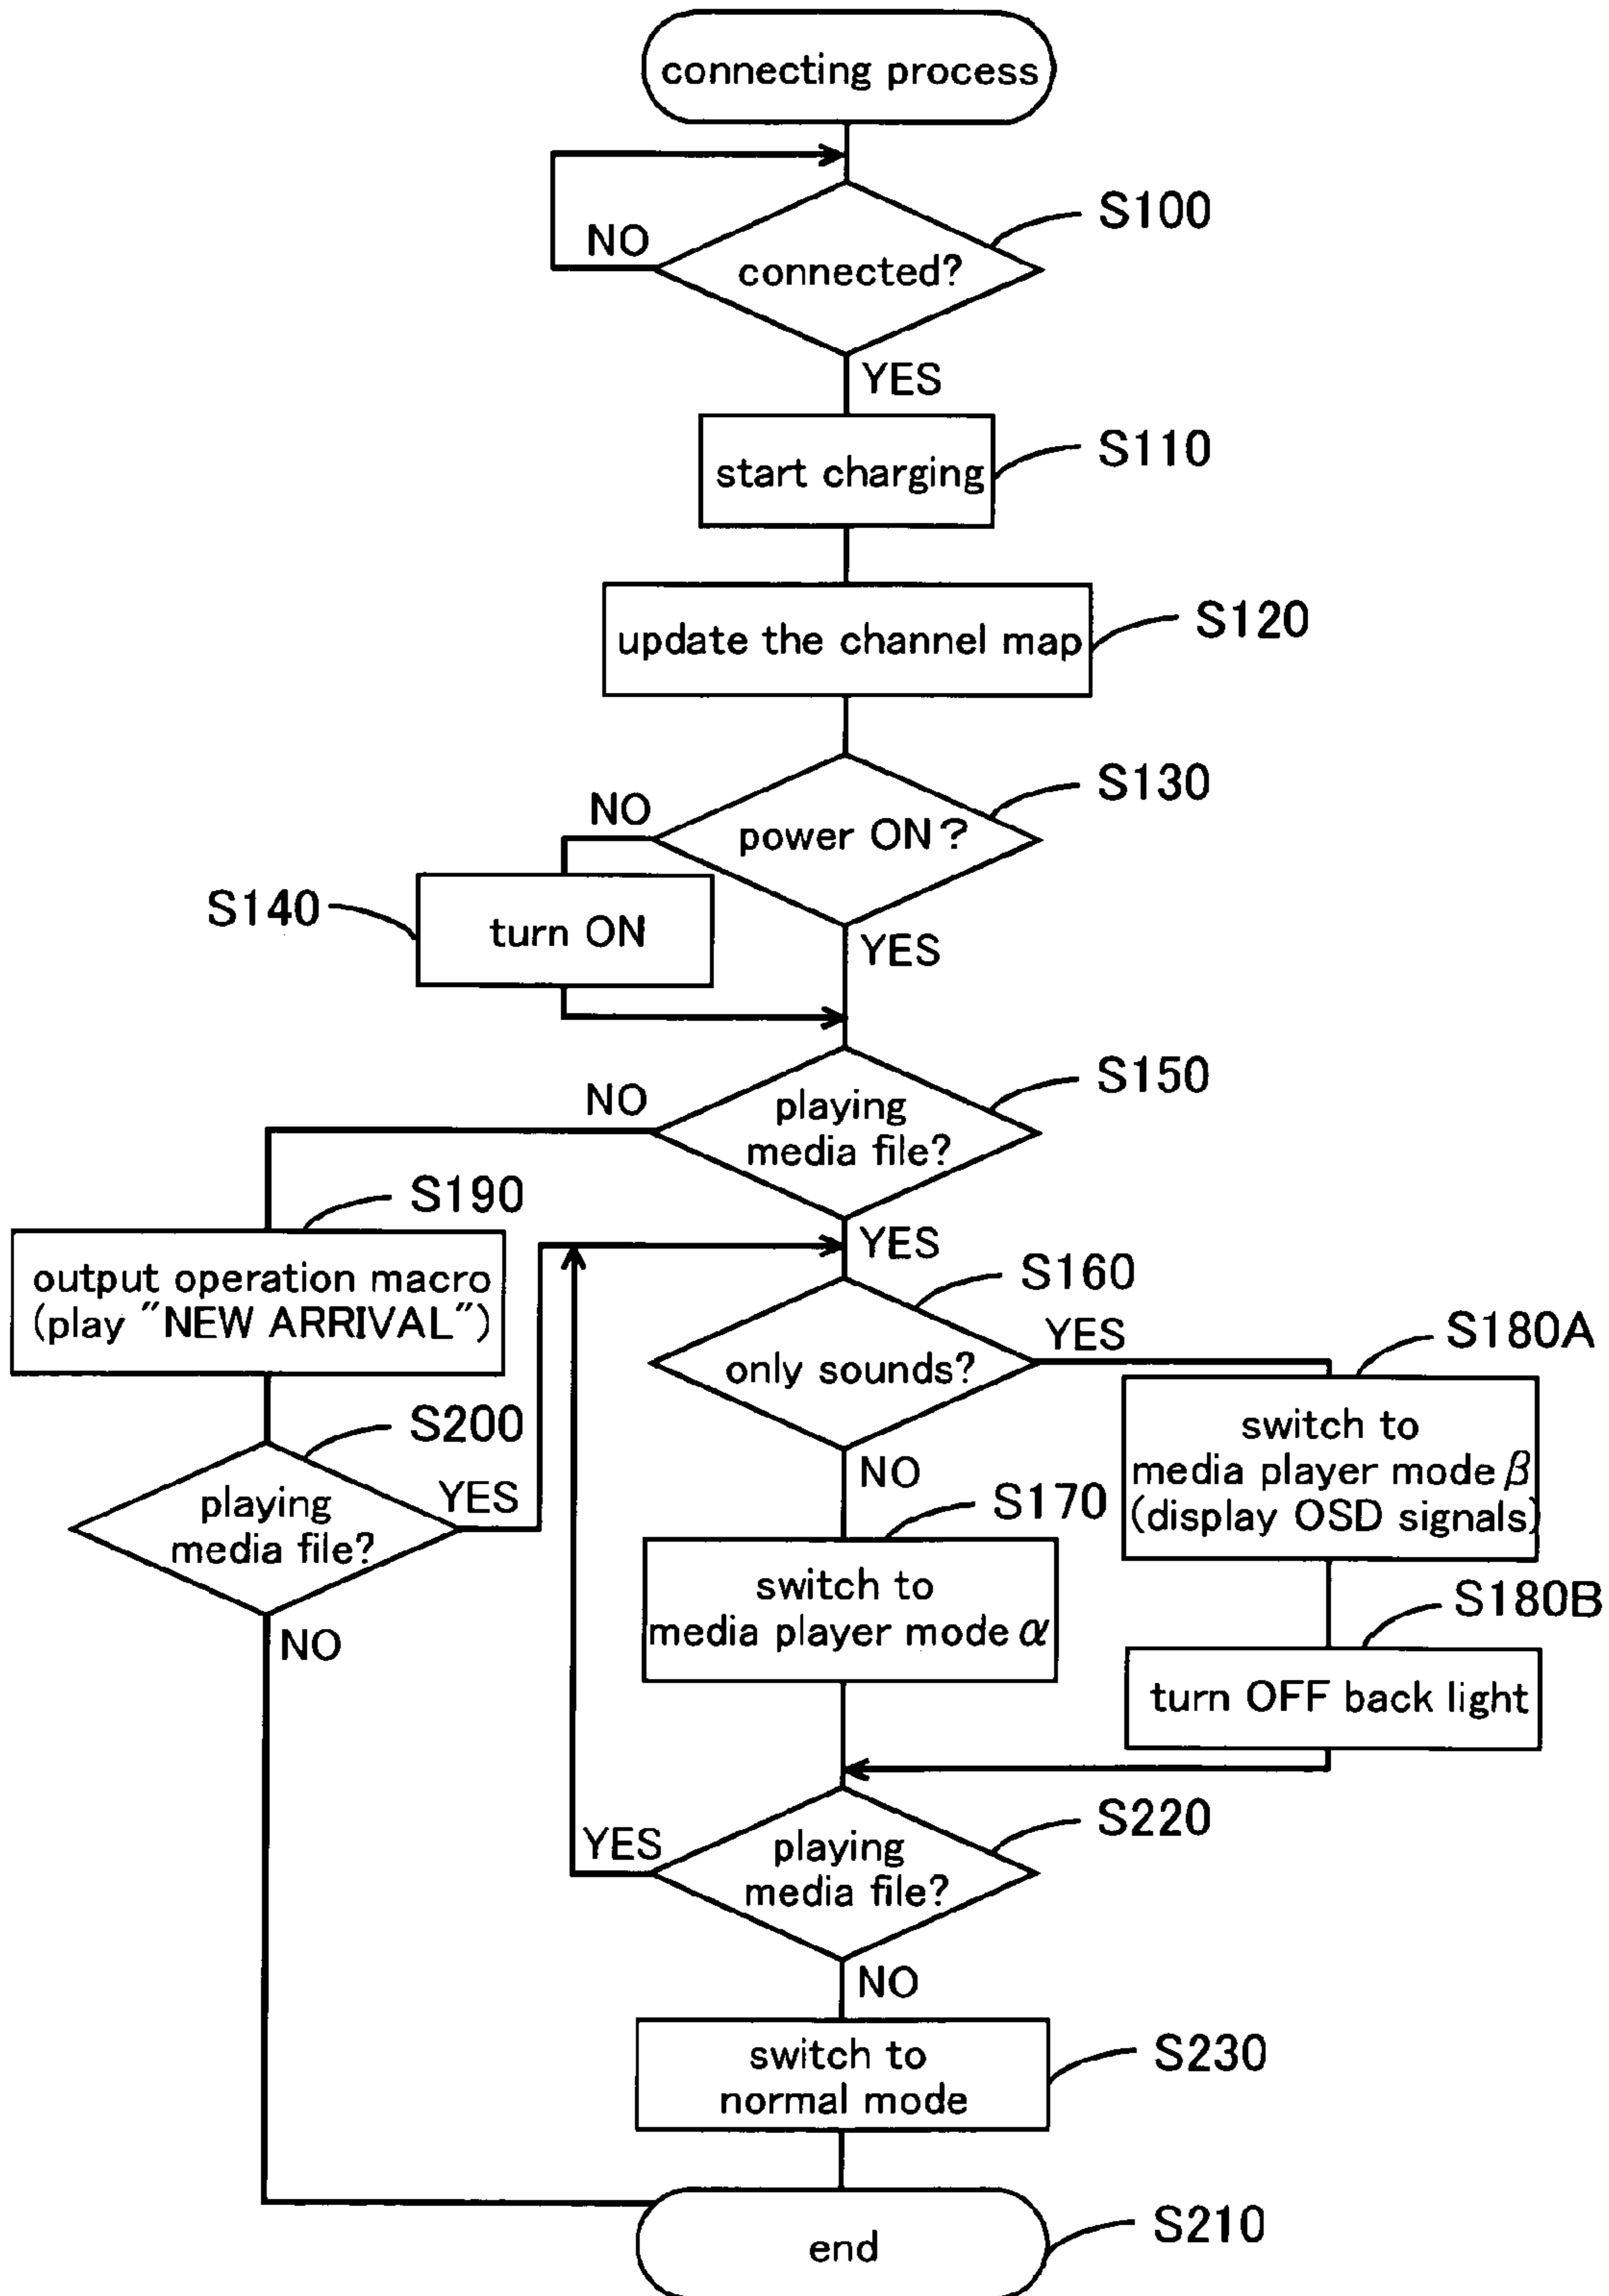 connecting process
S100
NO
connected?
YES
S110
start charging
S120
update the channel map
S130
NO
power ON?
S140
turn ON
YES
S150
NO
playing
media file?
S190
YES
output operation macro
(play "NEW ARRIVAL")
S160
YES
only sounds?
S180A
switch to
media player mode β
(display OSD signals)
S200
playing
media file?
YES
NO
NO
S170
switch to
media player mode α
S180B
turn OFF back light
S220
YES
playing
media file?
NO
S230
switch to
normal mode
S210
end